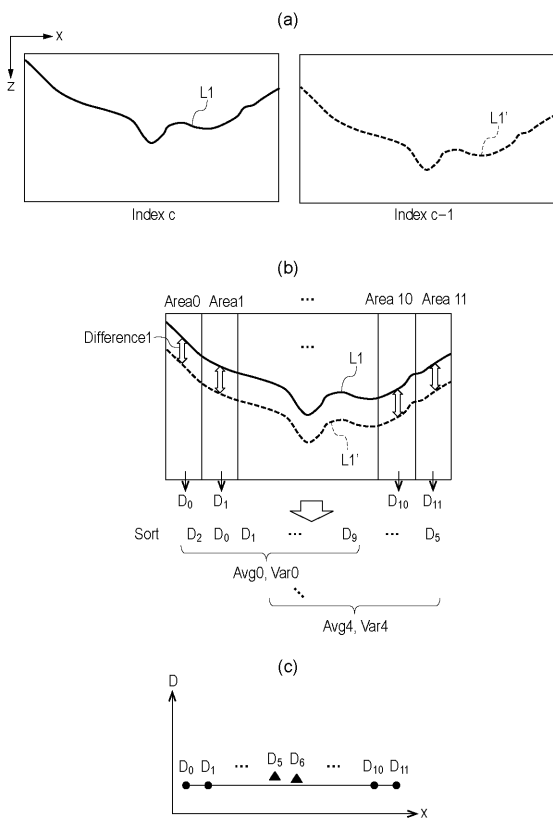 (a)
X
Z
L1
L1'
Index c
Index c−1
(b)
Area0 Area1 ... Area 10 Area 11
Difference1
...
L1
L1'
D0 D1 D10 D11
Sort D2 D0 D1 ... D9 ... D5
Avg0, Var0
...
Avg4, Var4
(c)
D
D0 D1 ... D5 D6 ... D10 D11
X